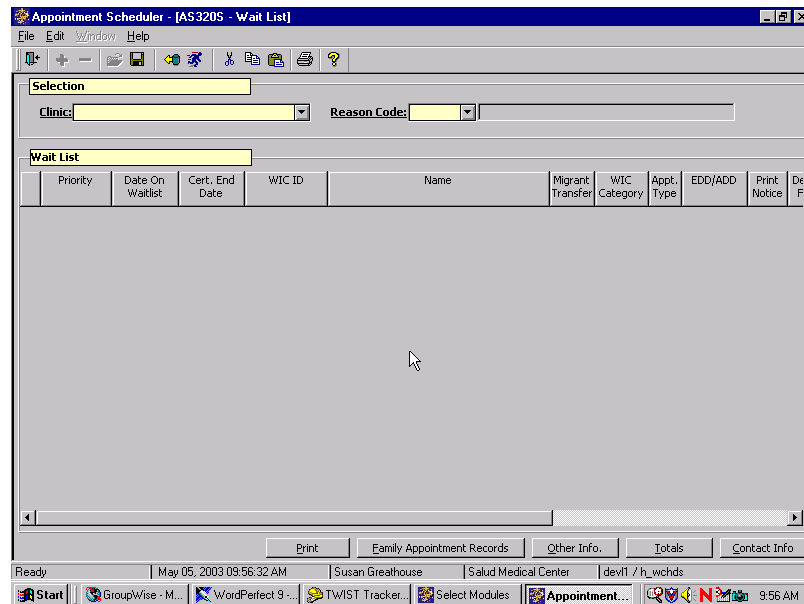 Appointment Scheduler - [AS320S - Wait List]
File Edit Window Help
Selection
Clinic: Reason Code:
Wait List
Priority Date On Waitlist Cert. End Date WIC ID Name Migrant Transfer WIC Category Appt. Type EDD/ADD Print Notice De F
Print Family Appointment Records Other Info. Totals Contact Info
Ready May 05, 2003 09:56:32 AM Susan Greathouse Salud Medical Center devl1 / h_wchds
Start GroupWise - M... WordPerfect 9 -... TWIST Tracker... Select Modules Appointment... N 9:56 AM